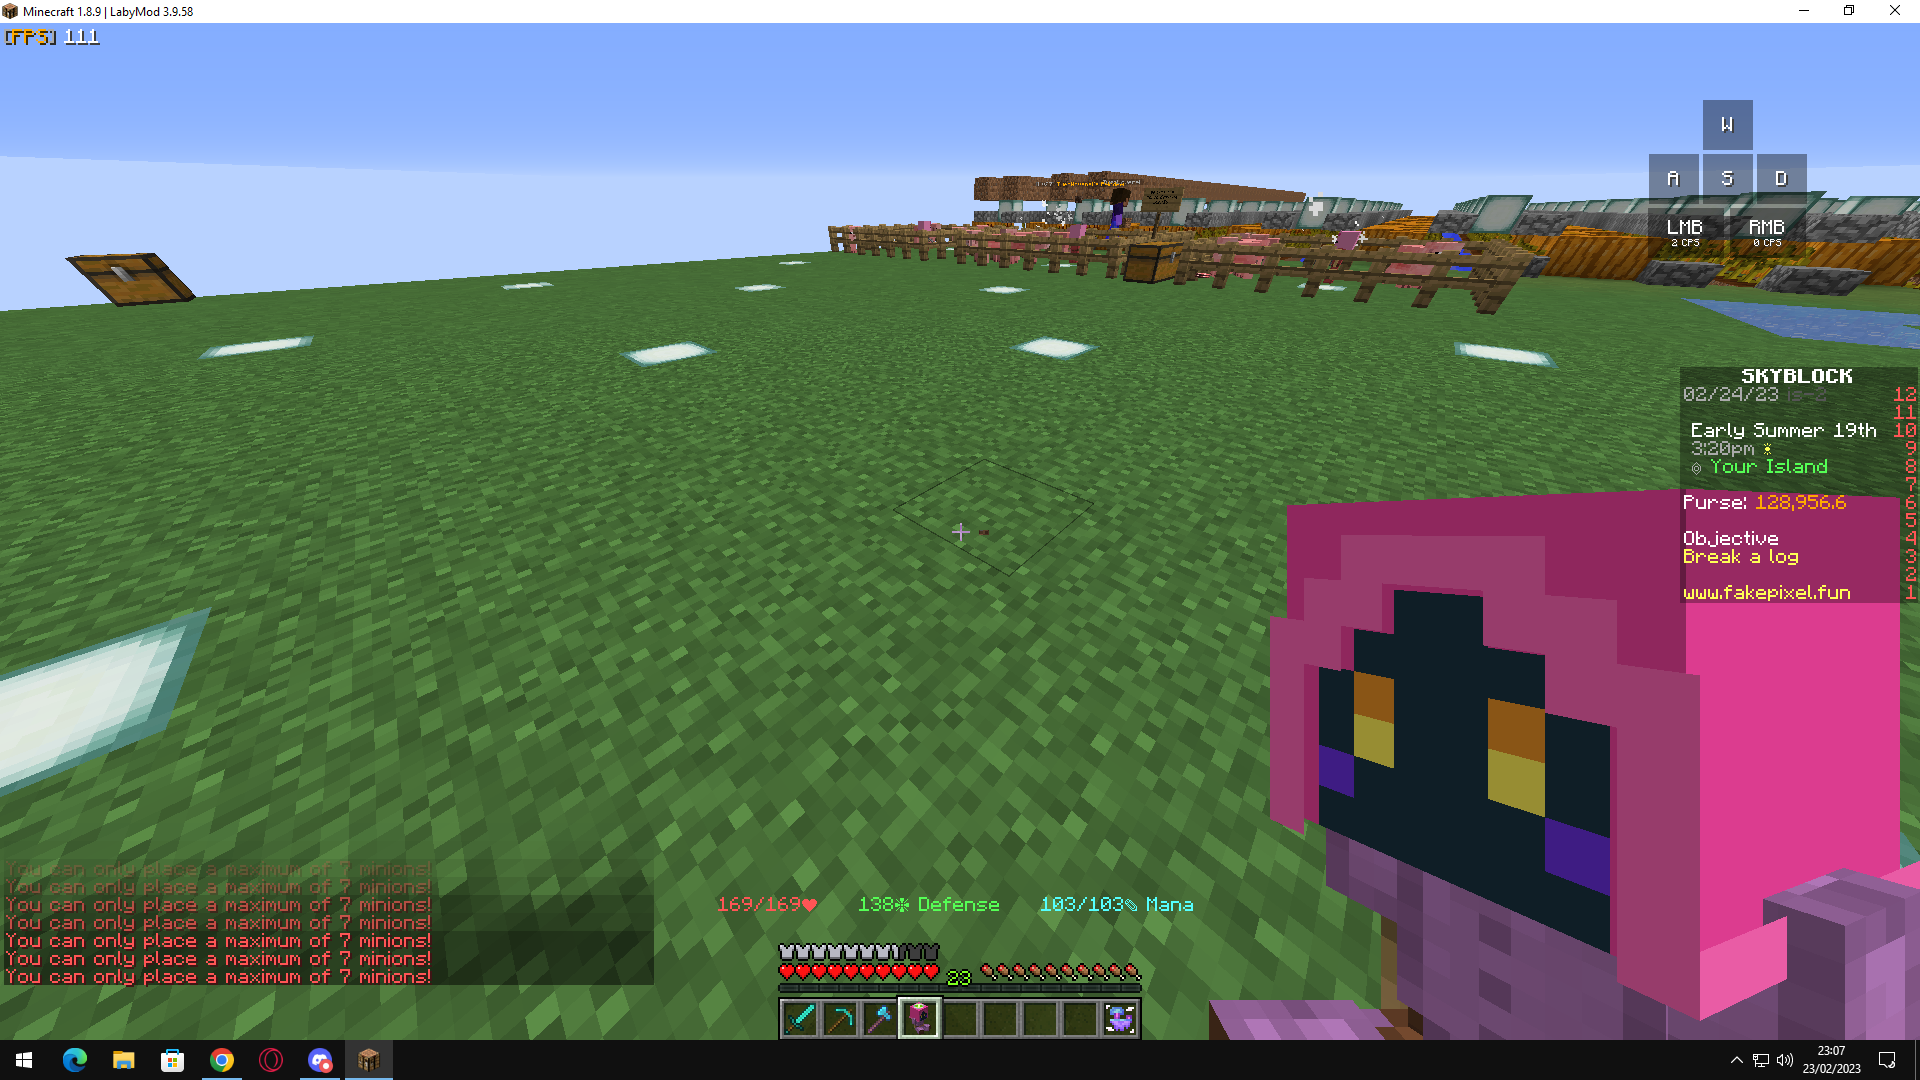 Minecraft 1.8.9 | LabyMod 3.9.58
[FPS] 111
W
A S D
LMB RMB
2 CPS 0 CPS
SKYBLOCK
02/24/23 is-2 12
11
Early Summer 19th 10
3:20pm 9
Your Island 8
7
Purse: 128,956.6 6
5
Objective 4
Break a log 3
2
www.fakepixel.fun 1
You can only place a maximum of 7 minions!
You can only place a maximum of 7 minions!
You can only place a maximum of 7 minions!
You can only place a maximum of 7 minions!
You can only place a maximum of 7 minions!
You can only place a maximum of 7 minions!
You can only place a maximum of 7 minions!
169/169 138 Defense 103/103 Mana
23
23:07
23/02/2023